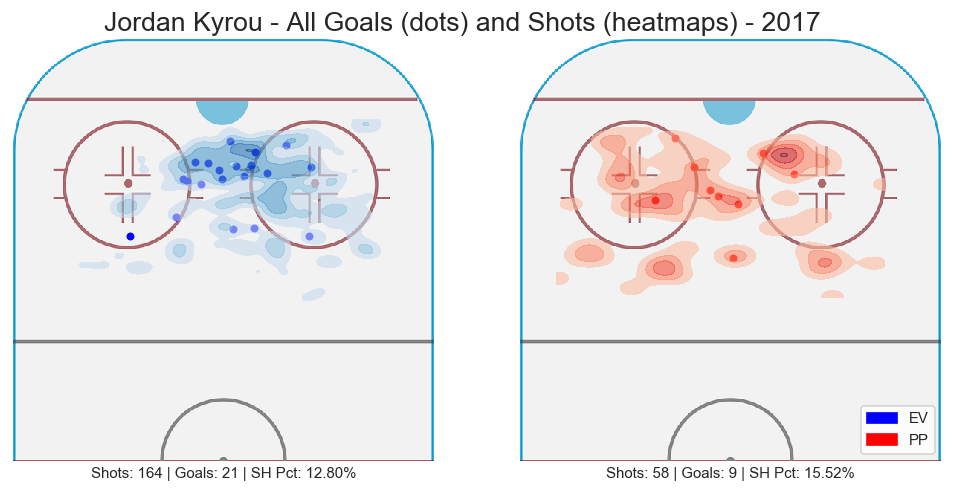 Jordan Kyrou - All Goals (dots) and Shots (heatmaps) - 2017
EV
PP
Shots: 164 | Goals: 21 | SH Pct: 12.80%
Shots: 58 | Goals: 9 | SH Pct: 15.52%